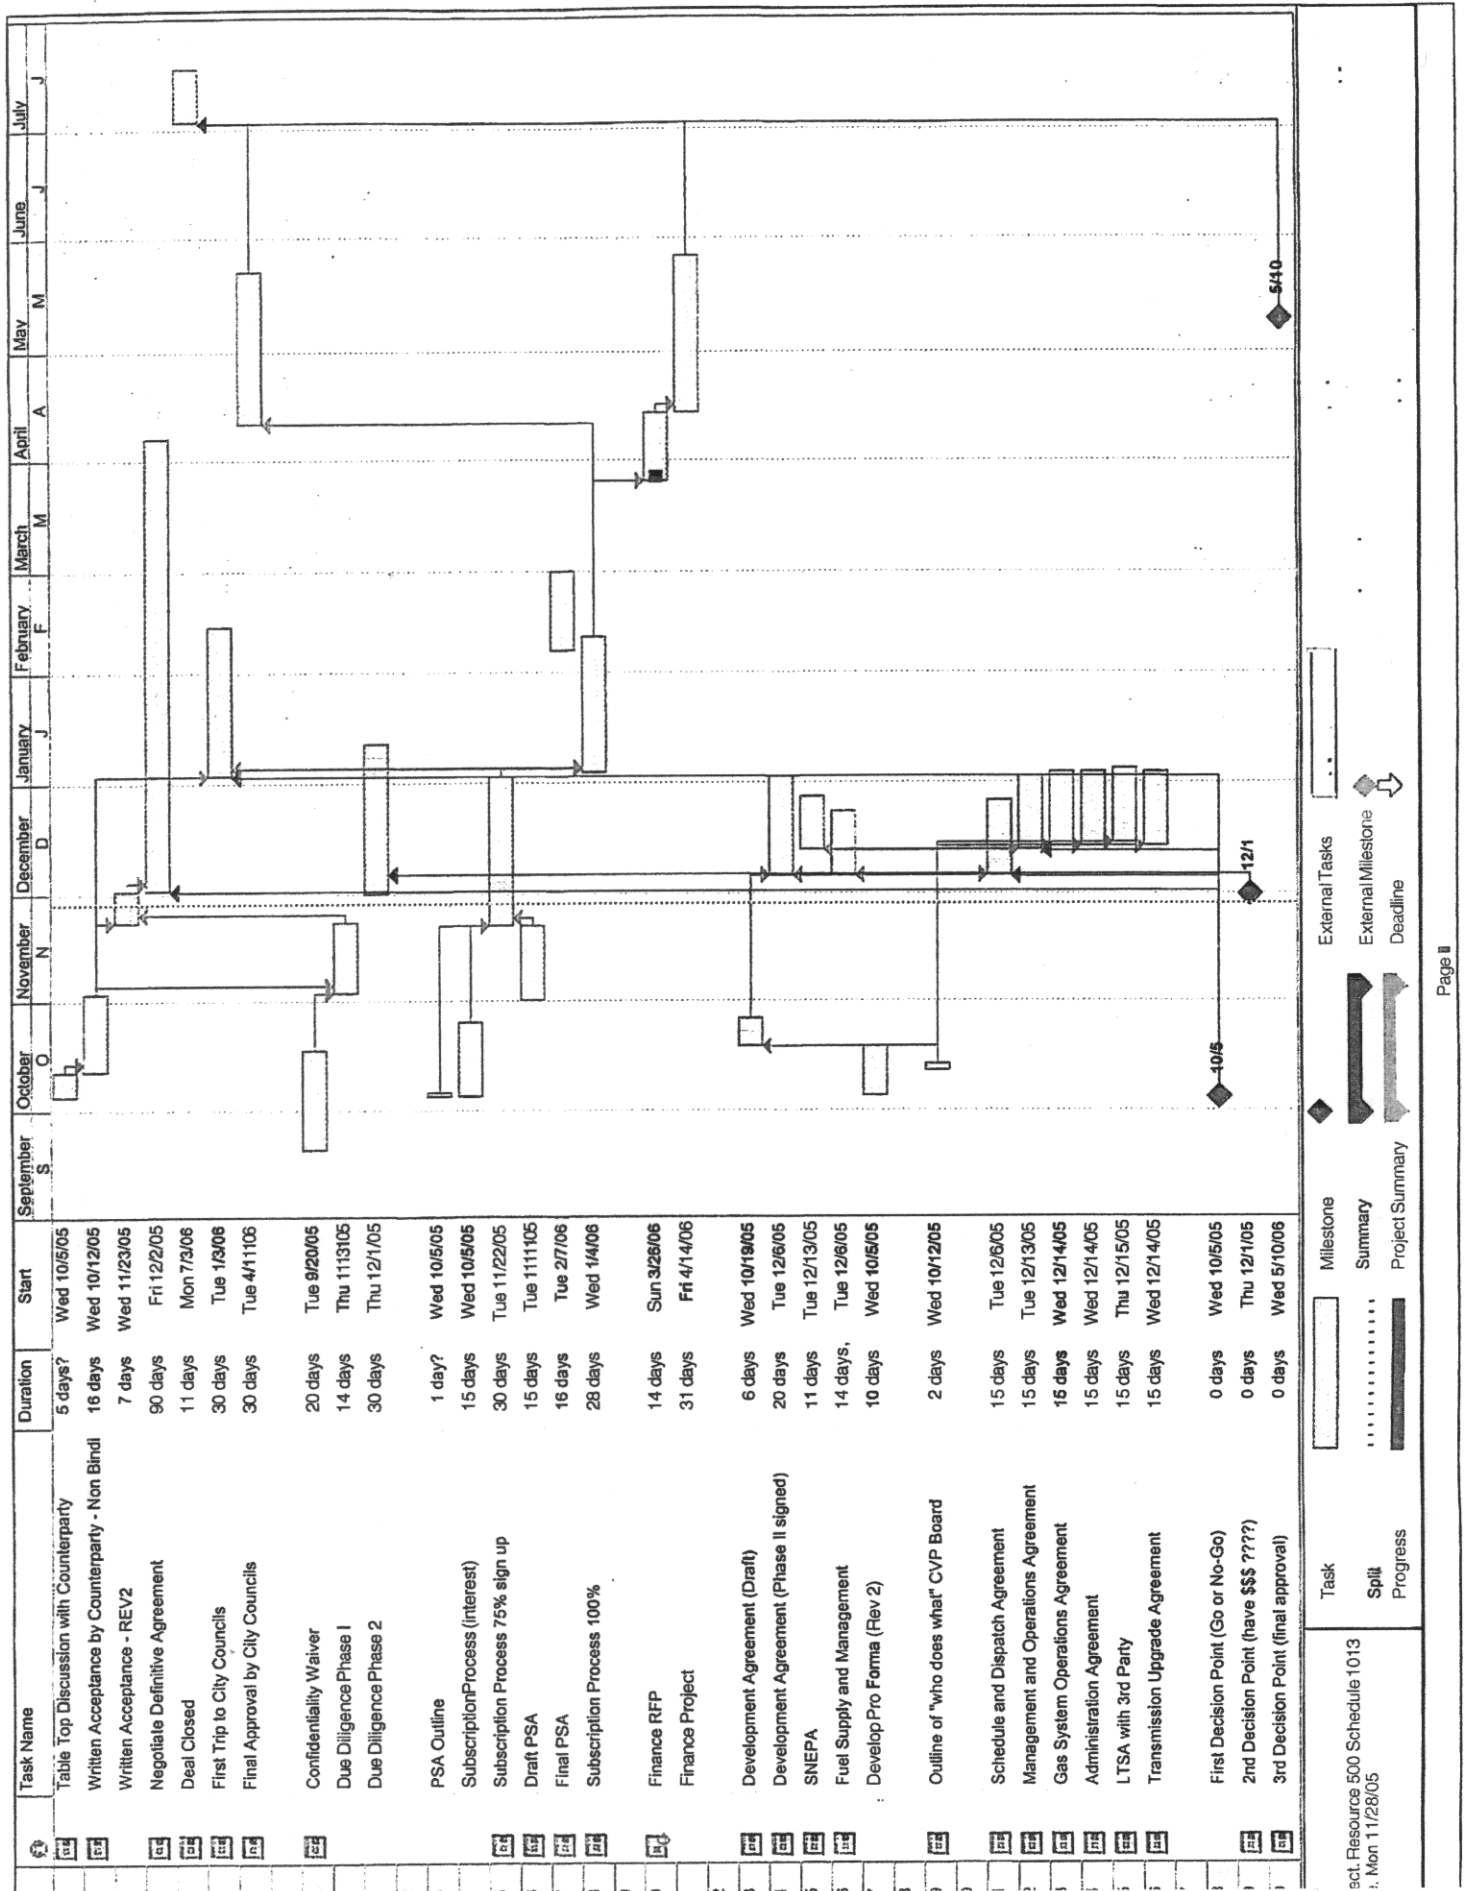 Task Name Duration Start September October November December January February March April May June July
S O N D J F M A M J J
Table Top Discussion with Counterparty 5 days? Wed 10/5/05
Written Acceptance by Counterparty - Non Bindi 16 days Wed 10/12/05
Written Acceptance - REV2 7 days Wed 11/23/05
Negotiate Definitive Agreement 90 days Fri 12/2/05
Deal Closed 11 days Mon 7/3/06
First Trip to City Councils 30 days Tue 1/3/06
Final Approval by City Councils 30 days Tue 4/11106
Confidentiality Waiver 20 days Tue 9/20/05
Due Diligence Phase I 14 days Thu 1113105
Due Diligence Phase 2 30 days Thu 12/1/05
PSA Outline 1 day? Wed 10/5/05
SubscriptionProcess (interest) 15 days Wed 10/5/05
Subscription Process 75% sign up 30 days Tue 11/22/05
Draft PSA 15 days Tue 1111105
Final PSA 16 days Tue 2/7/06
Subscription Process 100% 28 days Wed 1/4/06
Finance RFP 14 days Sun 3/26/06
Finance Project 31 days Fri 4/14/06
Development Agreement (Draft) 6 days Wed 10/19/05
Development Agreement (Phase II signed) 20 days Tue 12/6/05
SNEPA 11 days Tue 12/13/05
Fuel Supply and Management 14 days, Tue 12/6/05
Develop Pro Forma (Rev 2) 10 days Wed 10/5/05
Outline of "who does what" CVP Board 2 days Wed 10/12/05
Schedule and Dispatch Agreement 15 days Tue 12/6/05
Management and Operations Agreement 15 days Tue 12/13/05
Gas System Operations Agreement 15 days Wed 12/14/05
Administration Agreement 15 days Wed 12/14/05
LTSA with 3rd Party 15 days Thu 12/15/05
Transmission Upgrade Agreement 15 days Wed 12/14/05
First Decision Point (Go or No-Go) 0 days Wed 10/5/05 10/5
2nd Decision Point (have $$$ ????) 0 days Thu 12/1/05 12/1
3rd Decision Point (final approval) 0 days Wed 5/10/06 5/10
ect. Resource 500 Schedule 1013
Mon 11/28/05
Task Milestone External Tasks
Split Summary External Milestone
Progress Project Summary Deadline
Page